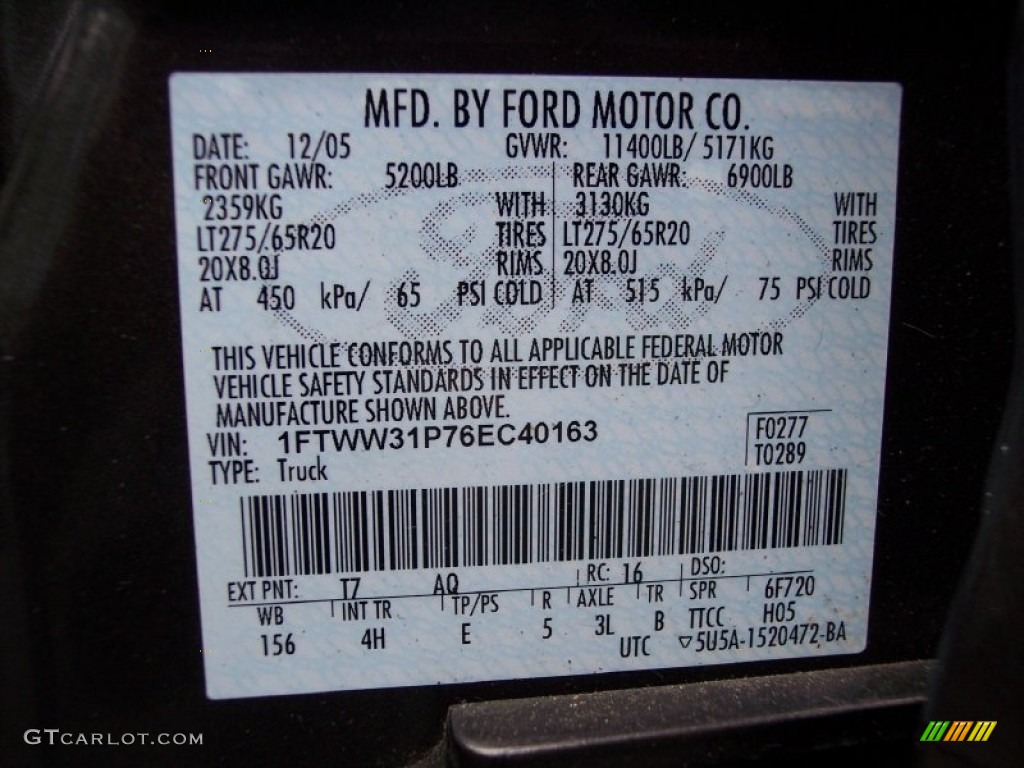 MFD. BY FORD MOTOR CO.
DATE: 12/05 GVWR: 11400LB/ 5171KG
FRONT GAWR: 5200LB REAR GAWR: 6900LB
2359KG WITH 3130KG WITH
LT275/65R20 TIRES LT275/65R20 TIRES
20X8.0J RIMS 20X8.0J RIMS
AT 450 kPa/ 65 PSI COLD AT 515 kPa/ 75 PSI COLD
THIS VEHICLE CONFORMS TO ALL APPLICABLE FEDERAL MOTOR
VEHICLE SAFETY STANDARDS IN EFFECT ON THE DATE OF
MANUFACTURE SHOWN ABOVE.
VIN: 1FTWW31P76EC40163 F0277
TYPE: Truck T0289
EXT PNT: T7 AQ RC: 16 DSO:
WB INT TR TP/PS R AXLE TR SPR 6F720
156 4H E 5 3L B TTCC H05
UTC ▽5U5A-1520472-BA
GTCARLOT.COM